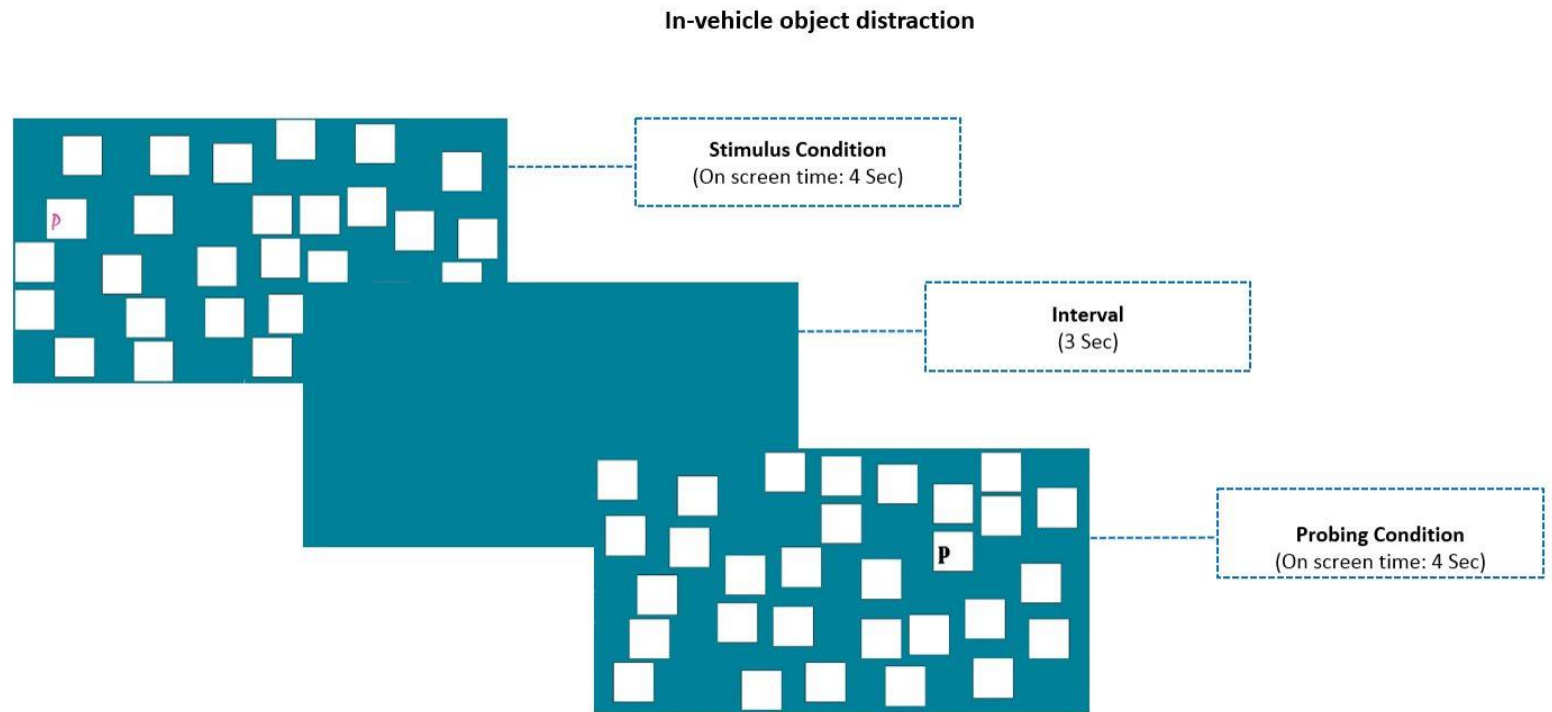 In-vehicle object distraction
Stimulus Condition
(On screen time: 4 Sec)
p
Interval
(3 Sec)
p
Probing Condition
(On screen time: 4 Sec)